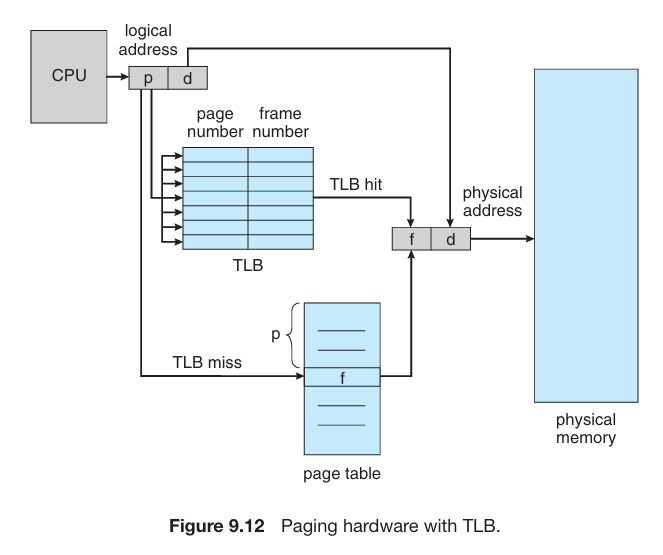 logical
address
CPU
p
d
page
number
frame
number
TLB hit
physical
address
f
d
TLB
p
TLB miss
f
page table
physical
memory
Figure 9.12 Paging hardware with TLB.